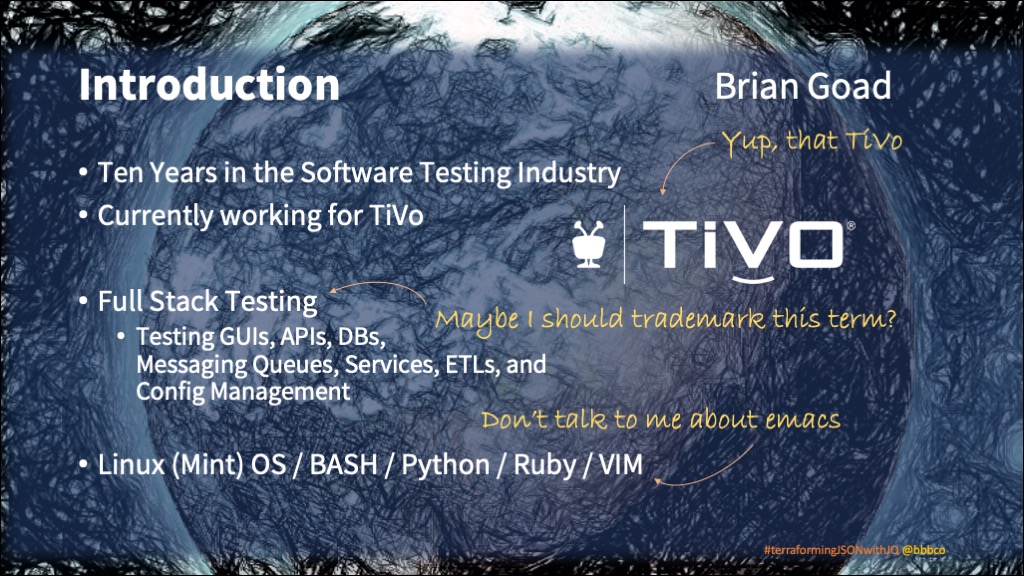 Introduction
Brian Goad
Yup, that TiVo
• Ten Years in the Software Testing Industry
• Currently working for TiVo
TiVO®
• Full Stack Testing
Maybe I should trademark this term?
• Testing GUIs, APIs, DBs,
Messaging Queues, Services, ETLs, and
Config Management
Don't talk to me about emacs
• Linux (Mint) OS / BASH / Python / Ruby / VIM
#terraformingJSONwithJQ @bbbco